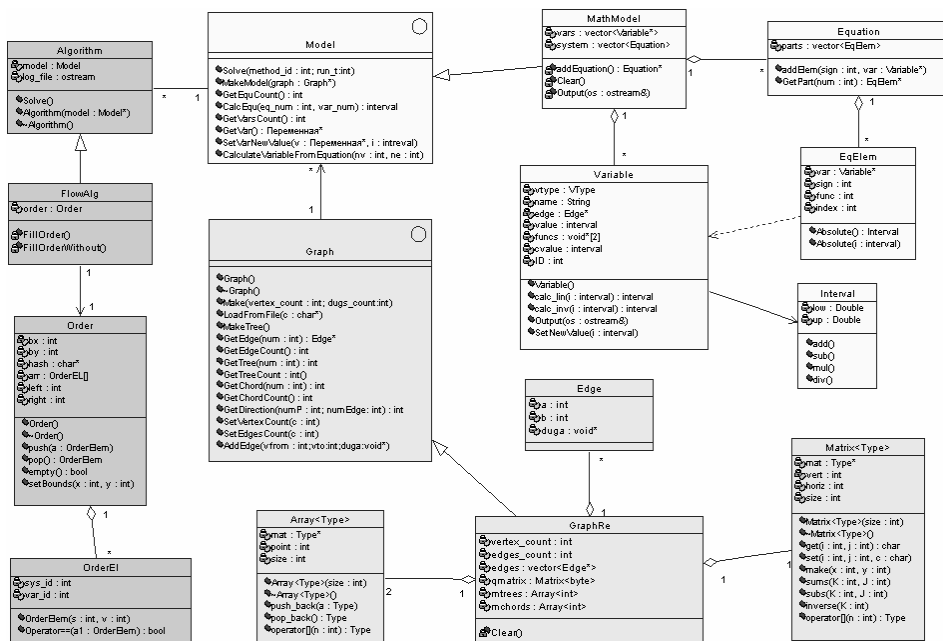 Algorithm
model : Model
log_file : ostream
Solve()
Algorithm(model : Model*)
~Algorithm()
*
1
Model
Solve(method_id : int; run_t:int)
MakeModel(graph : Graph*)
GetEquCount() : int
CalcEqu(eq_num : int, var_num) : interval
GetVarsCount() : int
GetVar() : Переменная*
SetVarNewValue(v : Переменная*, i : intreval)
CalculateVariableFromEquation(nv : int, ne : int)
MathModel
vars : vector<Variable*>
system : vector<Equation>
addEquation() : Equation*
Clear()
Output(os : ostream&)
1
*
Equation
parts : vector<EqElem>
addElem(sign : int, var : Variable*)
GetPart(num : int) : EqElem*
1
*
1
*
EqElem
var : Variable*
sign : int
func : int
index : int
Absolute() : Interval
Absolute(i : interval)
FlowAlg
order : Order
FillOrder()
FillOrderWithout()
1
1
*
1
Variable
vtype : VType
name : String
edge : Edge*
value : interval
funcs : void*[2]
cvalue : interval
ID : int
Variable()
calc_lin(i : interval) : interval
calc_inv(i : interval) : interval
Output(os : ostream&)
SetNewValue(i : interval)
Interval
low : Double
up : Double
add()
sub()
mul()
div()
Graph
Graph()
~Graph()
Make(vertex_count : int; dugs_count:int)
LoadFromFile(c : char*)
MakeTree()
GetEdge(num : int) : Edge*
GetEdgeCount() : int
GetTree(num : int) : int
GetTreeCount : int()
GetChord(num : int) : int
GetChordCount() : int
GetDirection(numP : int; numEdge: int) : int
SetVertexCount(c : int)
SetEdgesCount(c : int)
AddEdge(vfrom : int;vto:int;duga:void*)
Order
bx : int
by : int
hash : char*
arr : OrderEL[]
left : int
right : int
Order()
~Order()
push(a : OrderElem)
pop() : OrderElem
empty() : bool
setBounds(x : int, y : int)
1
*
OrderEl
sys_id : int
var_id : int
OrderElem(s : int, v : int)
Operator==(a1 : OrderElem) : bool
Edge
a : int
b : int
duga : void*
*
1
Array<Type>
mat : Type*
point : int
size : int
Array<Type>(size : int)
~Array<Type>()
push_back(a : Type)
pop_back() : Type
operator[](n : int) : Type
2
1
GraphRe
vertex_count : int
edges_count : int
edges : vector<Edge*>
qmatrix : Matrix<byte>
mtrees : Array<int>
mchords : Array<int>
Clear()
1
1
Matrix<Type>
mat : Type*
vert : int
horiz : int
size : int
Matrix<Type>(size : int)
~Matrix<Type>()
get(i : int, j : int) : char
set(i : int, j : int, c : char)
make(x : int, y : int)
sums(K : int, J : int)
subs(K : int, J : int)
inverse(K : int)
operator[](n : int) : Type